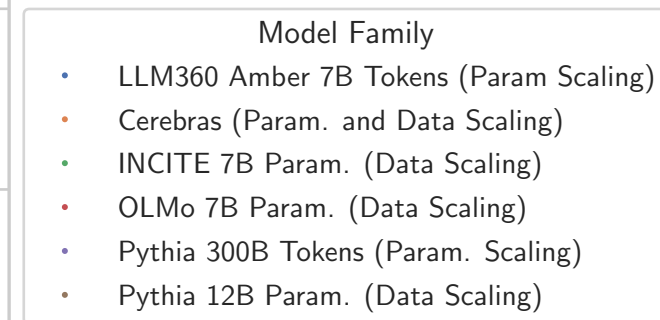 Model Family
LLM360 Amber 7B Tokens (Param Scaling)
Cerebras (Param. and Data Scaling)
INCITE 7B Param. (Data Scaling)
OLMo 7B Param. (Data Scaling)
Pythia 300B Tokens (Param. Scaling)
Pythia 12B Param. (Data Scaling)